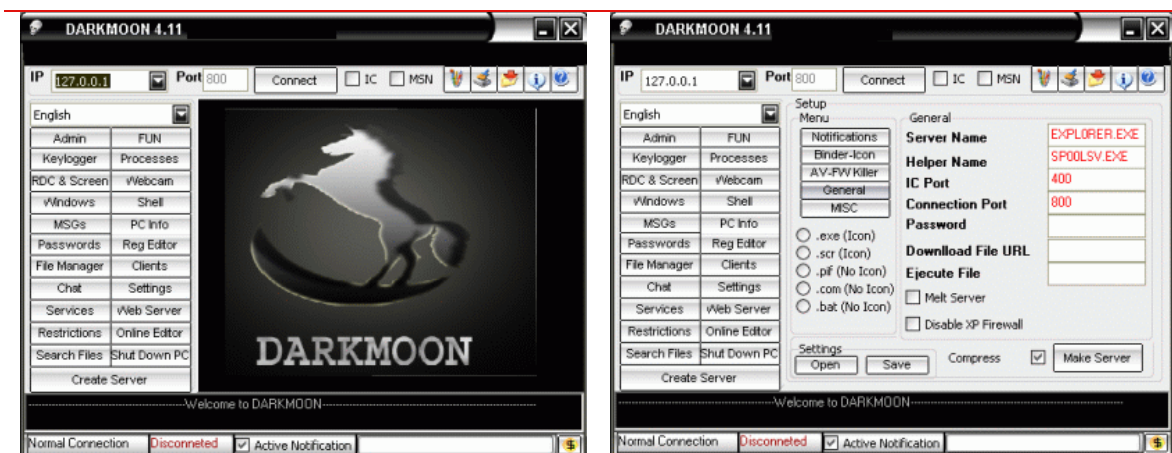 DARKMOON 4.11
IP 127.0.0.1 Port 800 Connect IC MSN
English
Admin FUN
Keylogger Processes
RDC & Screen Webcam
Windows Shell
MSGs PC Info
Passwords Reg Editor
File Manager Clients
Chat Settings
Services Web Server
Restrictions Online Editor
Search Files Shut Down PC
Create Server
DARKMOON
Welcome to DARKMOON
Normal Connection Disconneted Active Notification
DARKMOON 4.11
IP 127.0.0.1 Port 800 Connect IC MSN
English
Admin FUN
Keylogger Processes
RDC & Screen Webcam
Windows Shell
MSGs PC Info
Passwords Reg Editor
File Manager Clients
Chat Settings
Services Web Server
Restrictions Online Editor
Search Files Shut Down PC
Create Server
Setup
Menu
Notifications
Binder-Icon
AV-FW Killer
General
MISC
.exe (Icon)
.scr (Icon)
.pif (No Icon)
.com (No Icon)
.bat (No Icon)
General
Server Name EXPL0RER.EXE
Helper Name SP00LSV.EXE
IC Port 400
Connection Port 800
Password
Downlload File URL
Ejecute File
Melt Server
Disable XP Firewall
Settings
Open Save Compress Make Server
Welcome to DARKMOON
Normal Connection Disconneted Active Notification